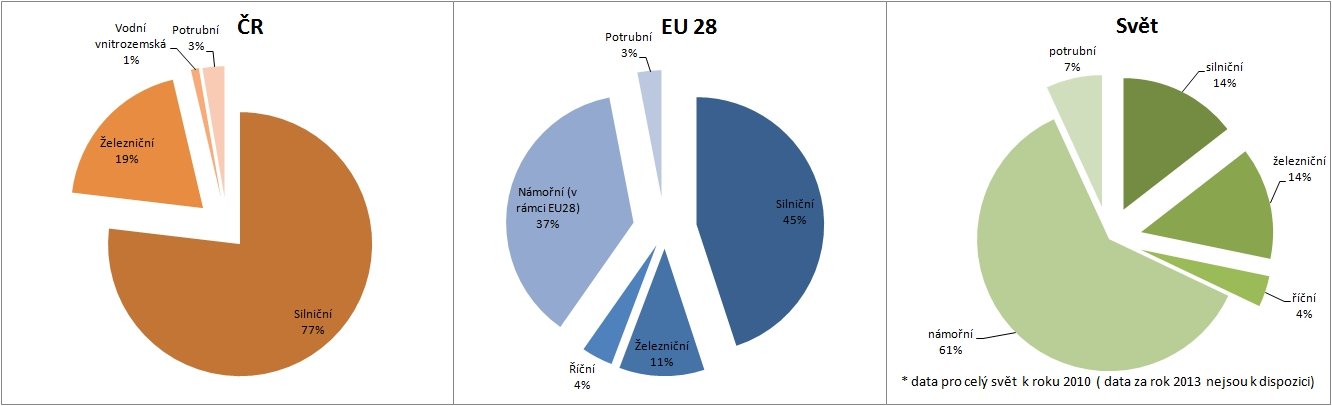 ČR
Vodní
vnitrozemská
1%
Potrubní
3%
Železniční
19%
Silniční
77%
EU 28
Potrubní
3%
Námořní (v
rámci EU28)
37%
Silniční
45%
Říční
4%
Železniční
11%
Svět
potrubní
7%
silniční
14%
železniční
14%
říční
4%
námořní
61%
* data pro celý svět k roku 2010 ( data za rok 2013 nejsou k dispozici)